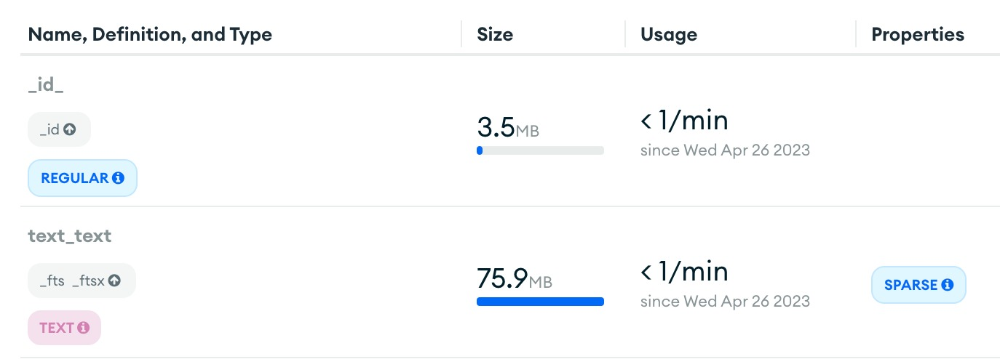 Name, Definition, and Type Size Usage Properties
_id_
_id
REGULAR
3.5MB
< 1/min
since Wed Apr 26 2023
text_text
_fts _ftsx
TEXT
75.9MB
< 1/min
since Wed Apr 26 2023
SPARSE